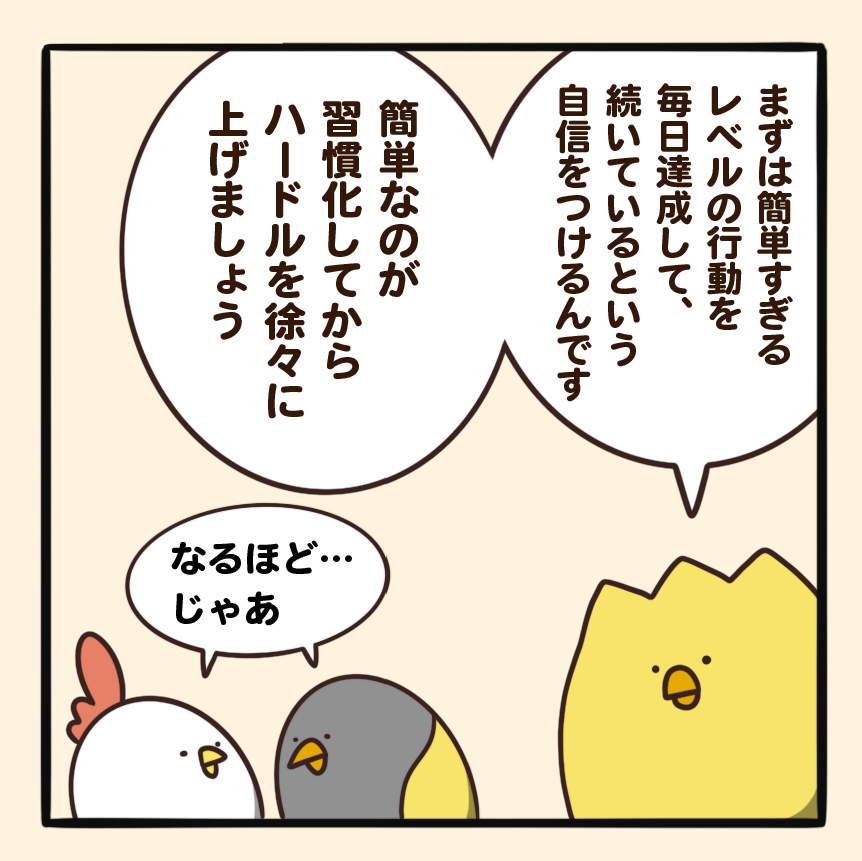 まずは簡単すぎる
レベルの行動を
毎日達成して、
続いているという
自信をつけるんです
簡単なのが
習慣化してから
ハードルを徐々に
上げましょう
なるほど…
じゃあ